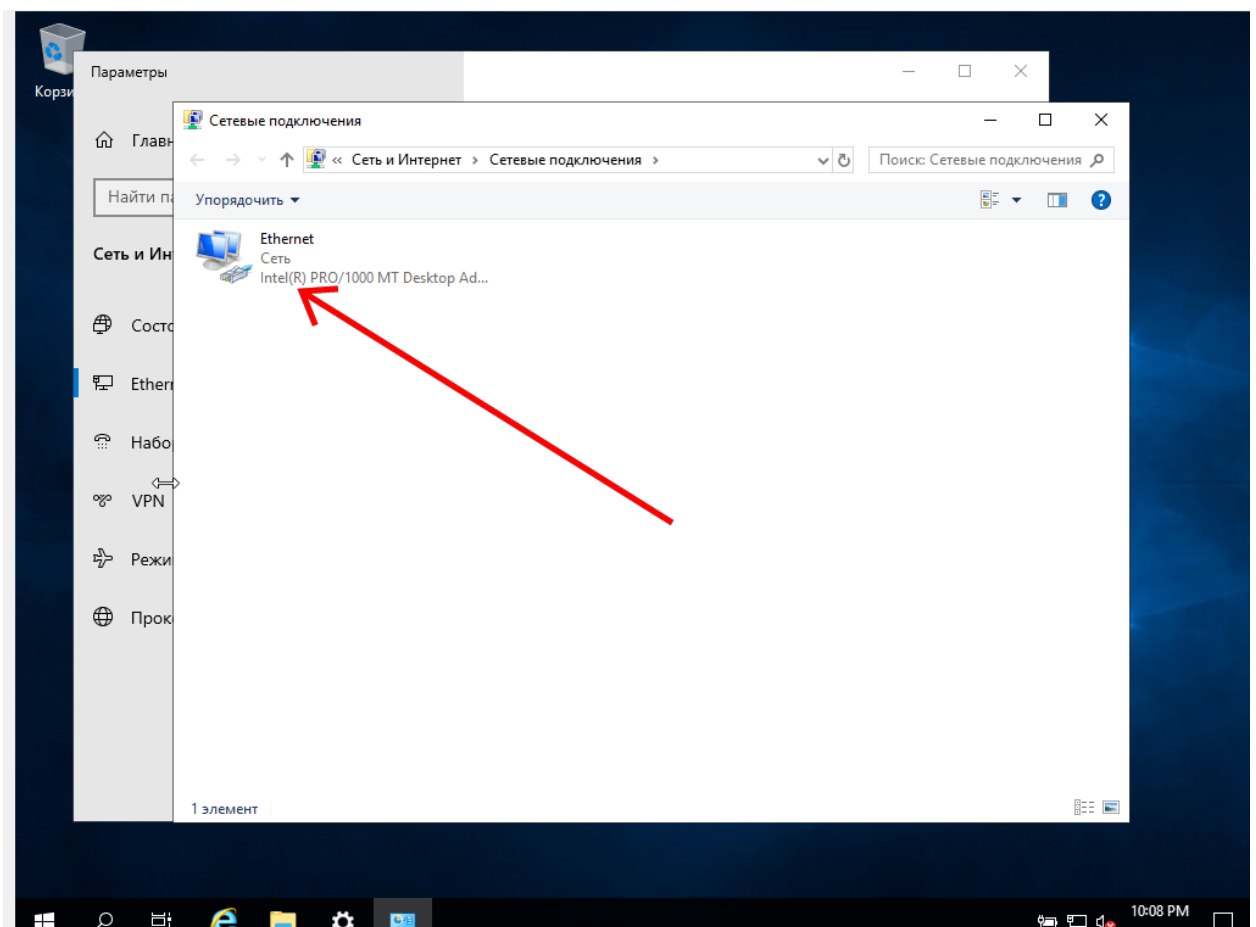 Параметры
Сетевые подключения
« Сеть и Интернет › Сетевые подключения ›
Поиск: Сетевые подключения
Упорядочить
Ethernet
Сеть
Intel(R) PRO/1000 MT Desktop Ad...
Корзи
Главн
Найти па
Сеть и Ин
Состо
Ethern
Набо
VPN
Режи
Прок
1 элемент
10:08 PM